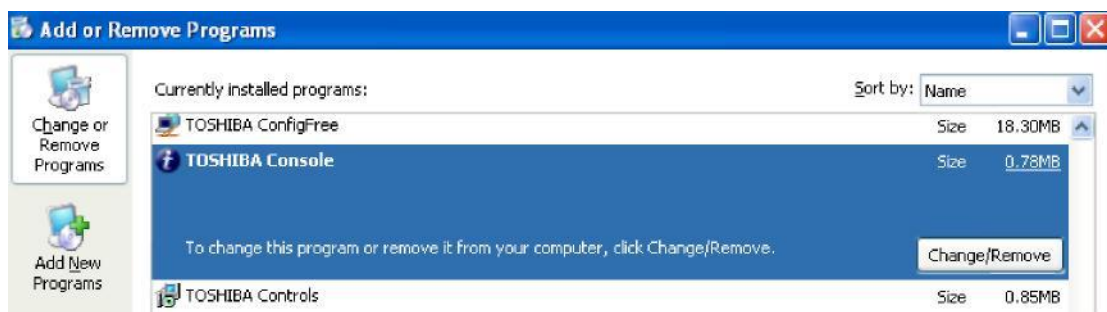 Add or Remove Programs
Currently installed programs:
Sort by: Name
Change or
Remove
Programs
TOSHIBA ConfigFree Size 18.30MB
TOSHIBA Console Size 0.78MB
To change this program or remove it from your computer, click Change/Remove.
Change/Remove
Add New
Programs
TOSHIBA Controls Size 0.85MB